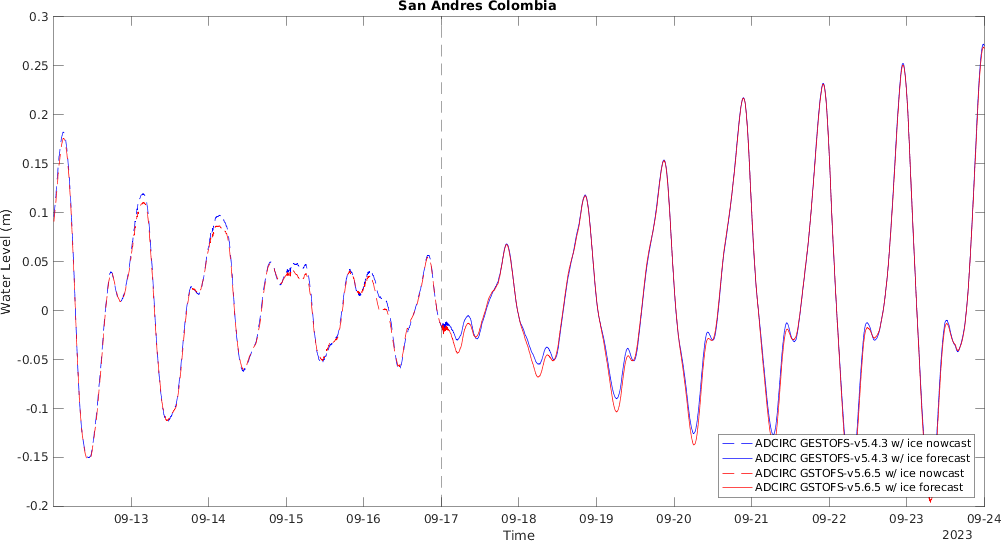 San Andres Colombia
0.3
0.25
0.2
0.15
0.1
0.05
0
-0.05
-0.1
-0.15
-0.2
Water Level (m)
ADCIRC GESTOFS-v5.4.3 w/ ice nowcast
ADCIRC GESTOFS-v5.4.3 w/ ice forecast
ADCIRC GSTOFS-v5.6.5 w/ ice nowcast
ADCIRC GSTOFS-v5.6.5 w/ ice forecast
09-13 09-14 09-15 09-16 09-17 09-18 09-19 09-20 09-21 09-22 09-23 09-24
Time
2023